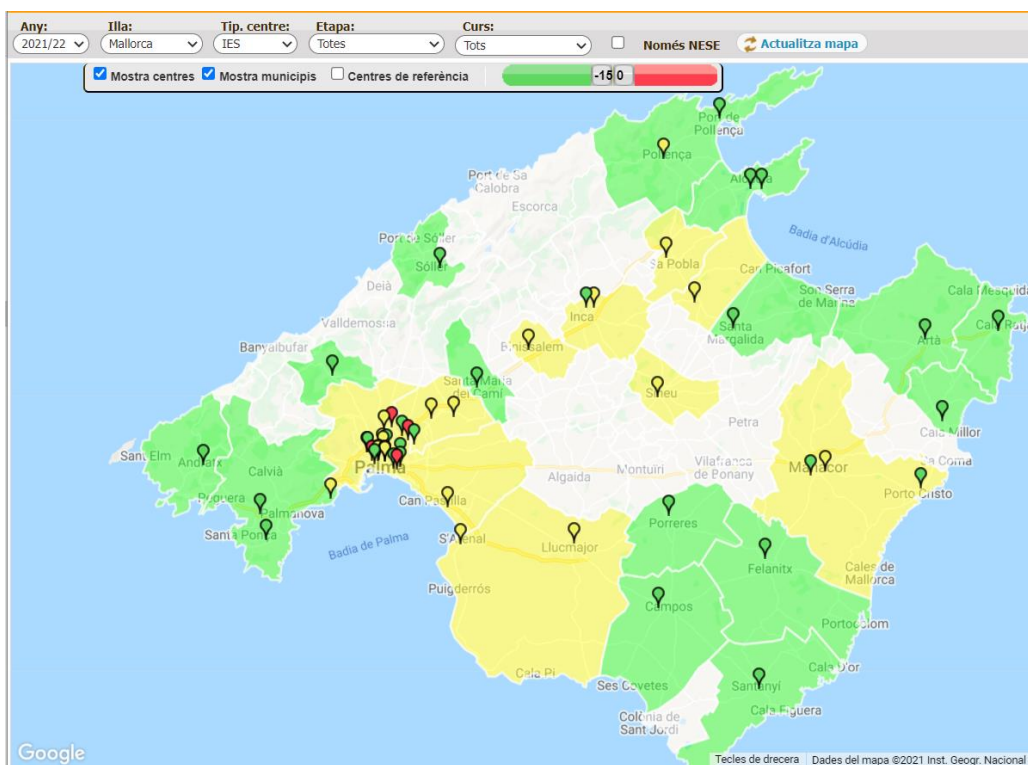 Any: Illa: Tip. centre: Etapa: Curs:
2021/22 Mallorca IES Totes Tots Només NESE Actualitza mapa
Mostra centres Mostra municipis Centres de referència -15 0
Port de
Pollençu
Pollença
Port de Sa
Calobra
Escorca
Badia d'Alcúdia
Port de Sóller
Sóller
Sa Pobla
Can Picafort
Deià
Son Serra
de Marina
Cala Mesquida
Inca
Santa
Margalida
Artà
Valldemossa
Banyalbufar
Binissalem
Santa Maria
del Camí
Sineu
Petra
Cala Millor
Sant Elm
Andratx
Calvià
Palma
Algaida
Montuïri
Vilafranca
de Bonany
Manacor
Sa Coma
Peguera
Palmanova
Can Pastilla
Porto Cristo
Santa Ponça
Badia de Palma
S'Arenal
Llucmajor
Porreres
Felanitx
Cales de
Mallorca
Puigderrós
Campos
Portocolom
Cala Pi
Ses Covetes
Santanyí
Cala D'or
Cala Figuera
Colònia de
Sant Jordi
Google
Tecles de drecera Dades del mapa ©2021 Inst. Geogr. Nacional